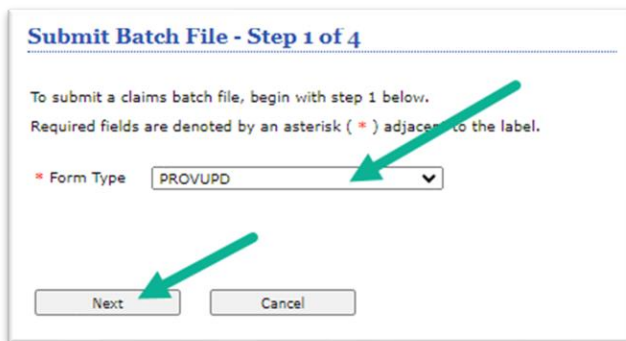 Submit Batch File - Step 1 of 4
To submit a claims batch file, begin with step 1 below.
Required fields are denoted by an asterisk ( * ) adjacent to the label.
* Form Type PROVUPD
Next Cancel